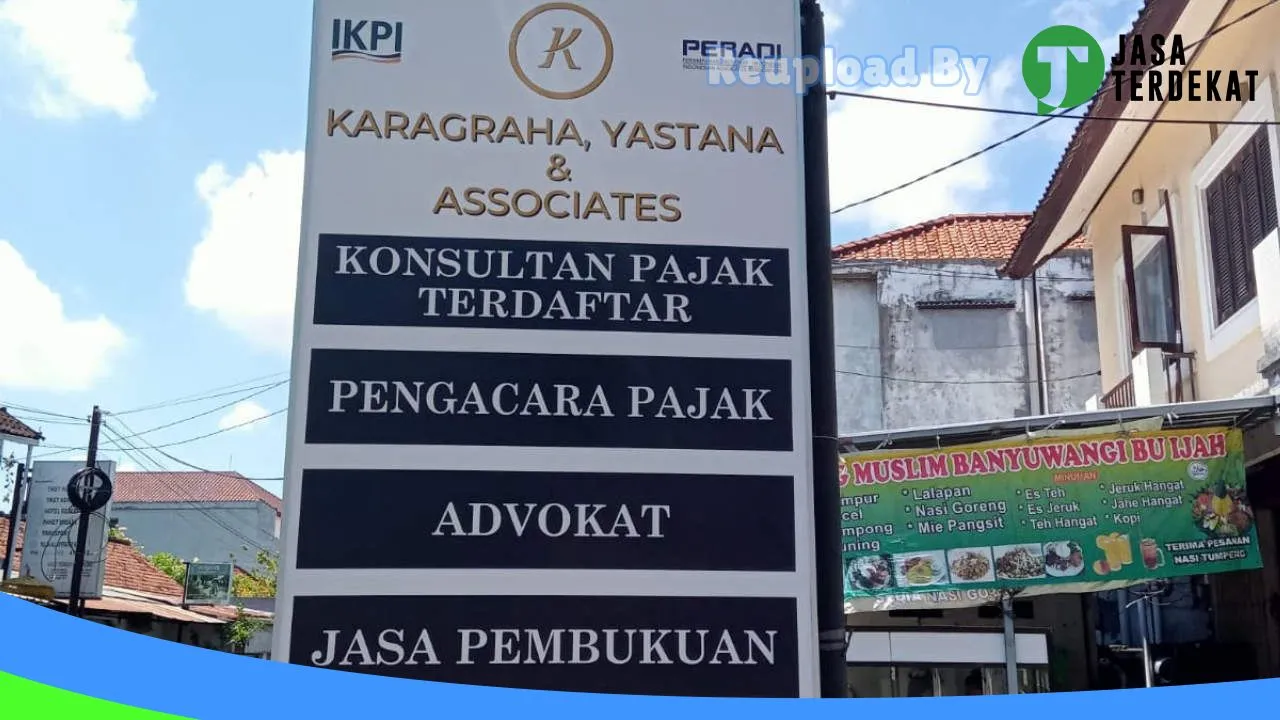 IKPI
K
PERADI
Reupload By
JASA
TERDEKAT
KARAGRAHA, YASTANA
&
ASSOCIATES
KONSULTAN PAJAK
TERDAFTAR
PENGACARA PAJAK
ADVOKAT
JASA PEMBUKUAN
MUSLIM BANYUWANGI BU IJAH
* Lalapan
* Nasi Goreng
* Mie Pangsit
MINUMAN
* Es Teh
* Es Jeruk
* Teh Hangat
* Jeruk Hangat
* Jahe Hangat
* Kopi
TERIMA PESANAN
NASI TUMPENG